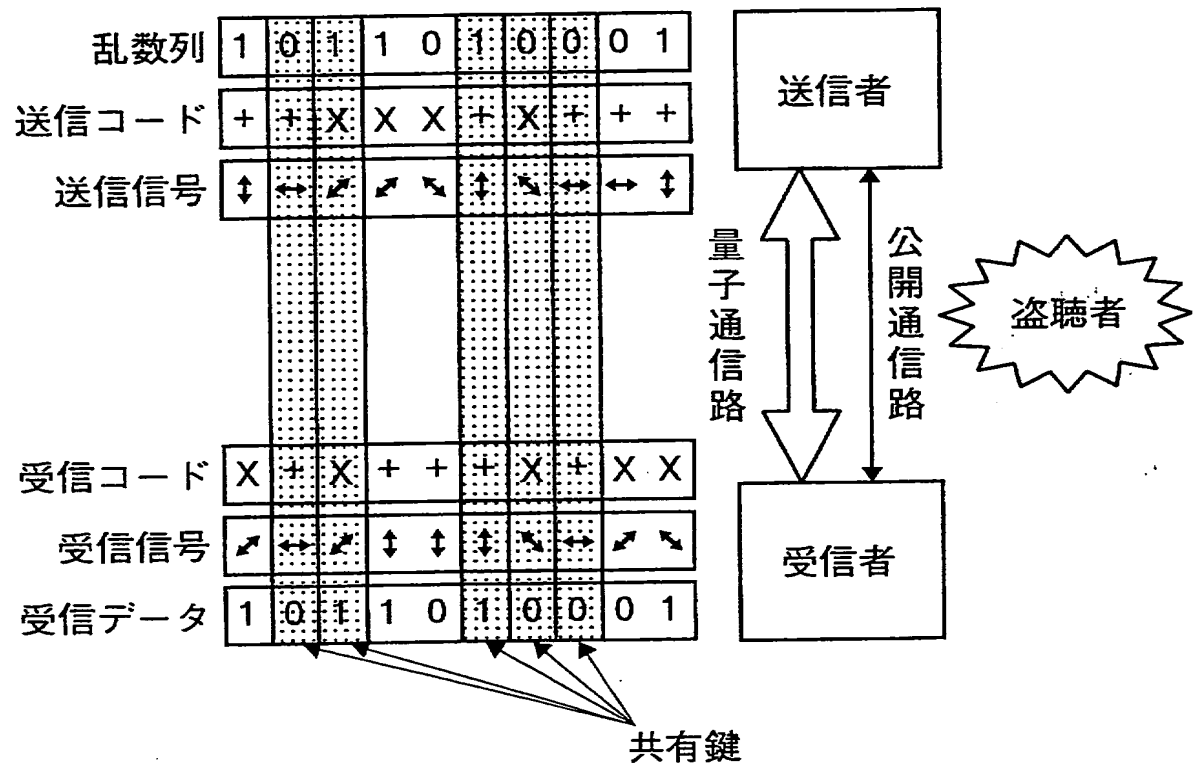 乱数列 1 0 1 1 0 1 0 0 0 1
送信コード + + X X X + X + + +
送信信号 ↕ ↔ ⤢ ⤢ ⤡ ↕ ⤡ ↔ ↔ ↕
受信コード X + X + + + X + X X
受信信号 ⤢ ↔ ⤢ ↕ ↕ ↕ ⤡ ↔ ⤢ ⤡
受信データ 1 0 1 1 0 1 0 0 0 1
共有鍵
送信者
量子通信路
公開通信路
盗聴者
受信者